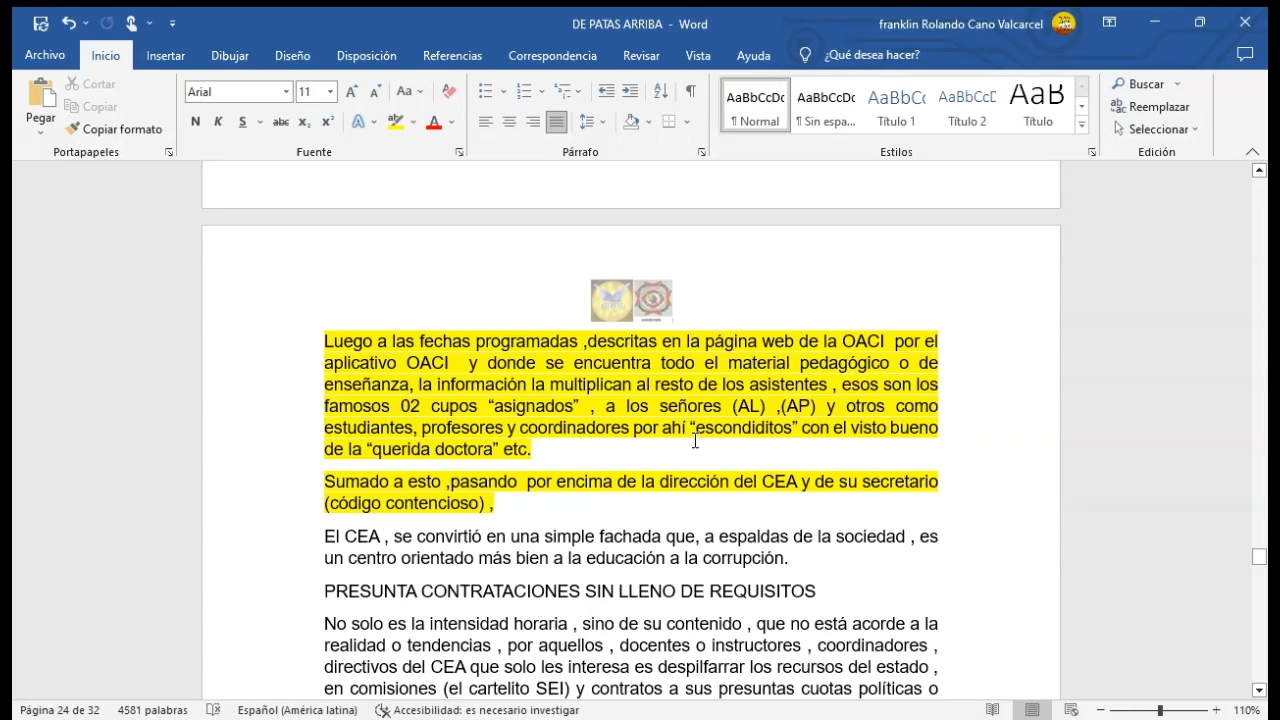 DE PATAS ARRIBA - Word
franklin Rolando Cano Valcarcel
Archivo Inicio Insertar Dibujar Diseño Disposición Referencias Correspondencia Revisar Vista Ayuda ¿Qué desea hacer?
Pegar
Cortar
Copiar
Copiar formato
Portapapeles
Arial 11 Aa
N K S abc x₂ x² A A
Fuente
Párrafo
AaBbCcDc AaBbCcDc AaBbCc AaBbCcD AaB
¶ Normal ¶ Sin espa... Título 1 Título 2 Título
Estilos
Buscar
Reemplazar
Seleccionar
Edición
Luego a las fechas programadas ,descritas en la página web de la OACI por el
aplicativo OACI y donde se encuentra todo el material pedagógico o de
enseñanza, la información la multiplican al resto de los asistentes , esos son los
famosos 02 cupos “asignados” , a los señores (AL) ,(AP) y otros como
estudiantes, profesores y coordinadores por ahí “escondiditos” con el visto bueno
de la “querida doctora” etc.
Sumado a esto ,pasando por encima de la dirección del CEA y de su secretario
(código contencioso) ,
El CEA , se convirtió en una simple fachada que, a espaldas de la sociedad , es
un centro orientado más bien a la educación a la corrupción.
PRESUNTA CONTRATACIONES SIN LLENO DE REQUISITOS
No solo es la intensidad horaria , sino de su contenido , que no está acorde a la
realidad o tendencias , por aquellos , docentes o instructores , coordinadores ,
directivos del CEA que solo les interesa es despilfarrar los recursos del estado ,
en comisiones (el cartelito SEI) y contratos a sus presuntas cuotas políticas o
Página 24 de 32 4581 palabras Español (América latina) Accesibilidad: es necesario investigar 110%